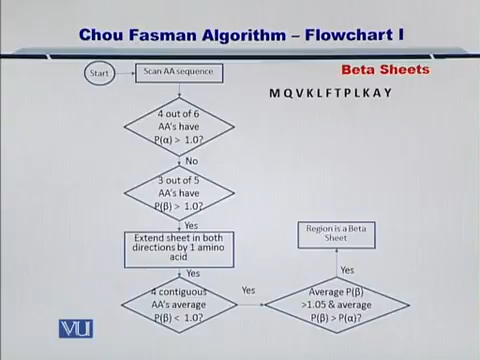 Chou Fasman Algorithm – Flowchart I
Start
Scan AA sequence
Beta Sheets
M Q V K L F T P L K A Y
4 out of 6
AA's have
P(α) > 1.0?
No
3 out of 5
AA's have
P(β) > 1.0?
Yes
Extend sheet in both
directions by 1 amino
acid
Region is a Beta
Sheet
Yes
Yes
4 contiguous
AA's average
P(β) < 1.0?
Yes
Average P(β)
>1.05 & average
P(β) > P(α)?
VU